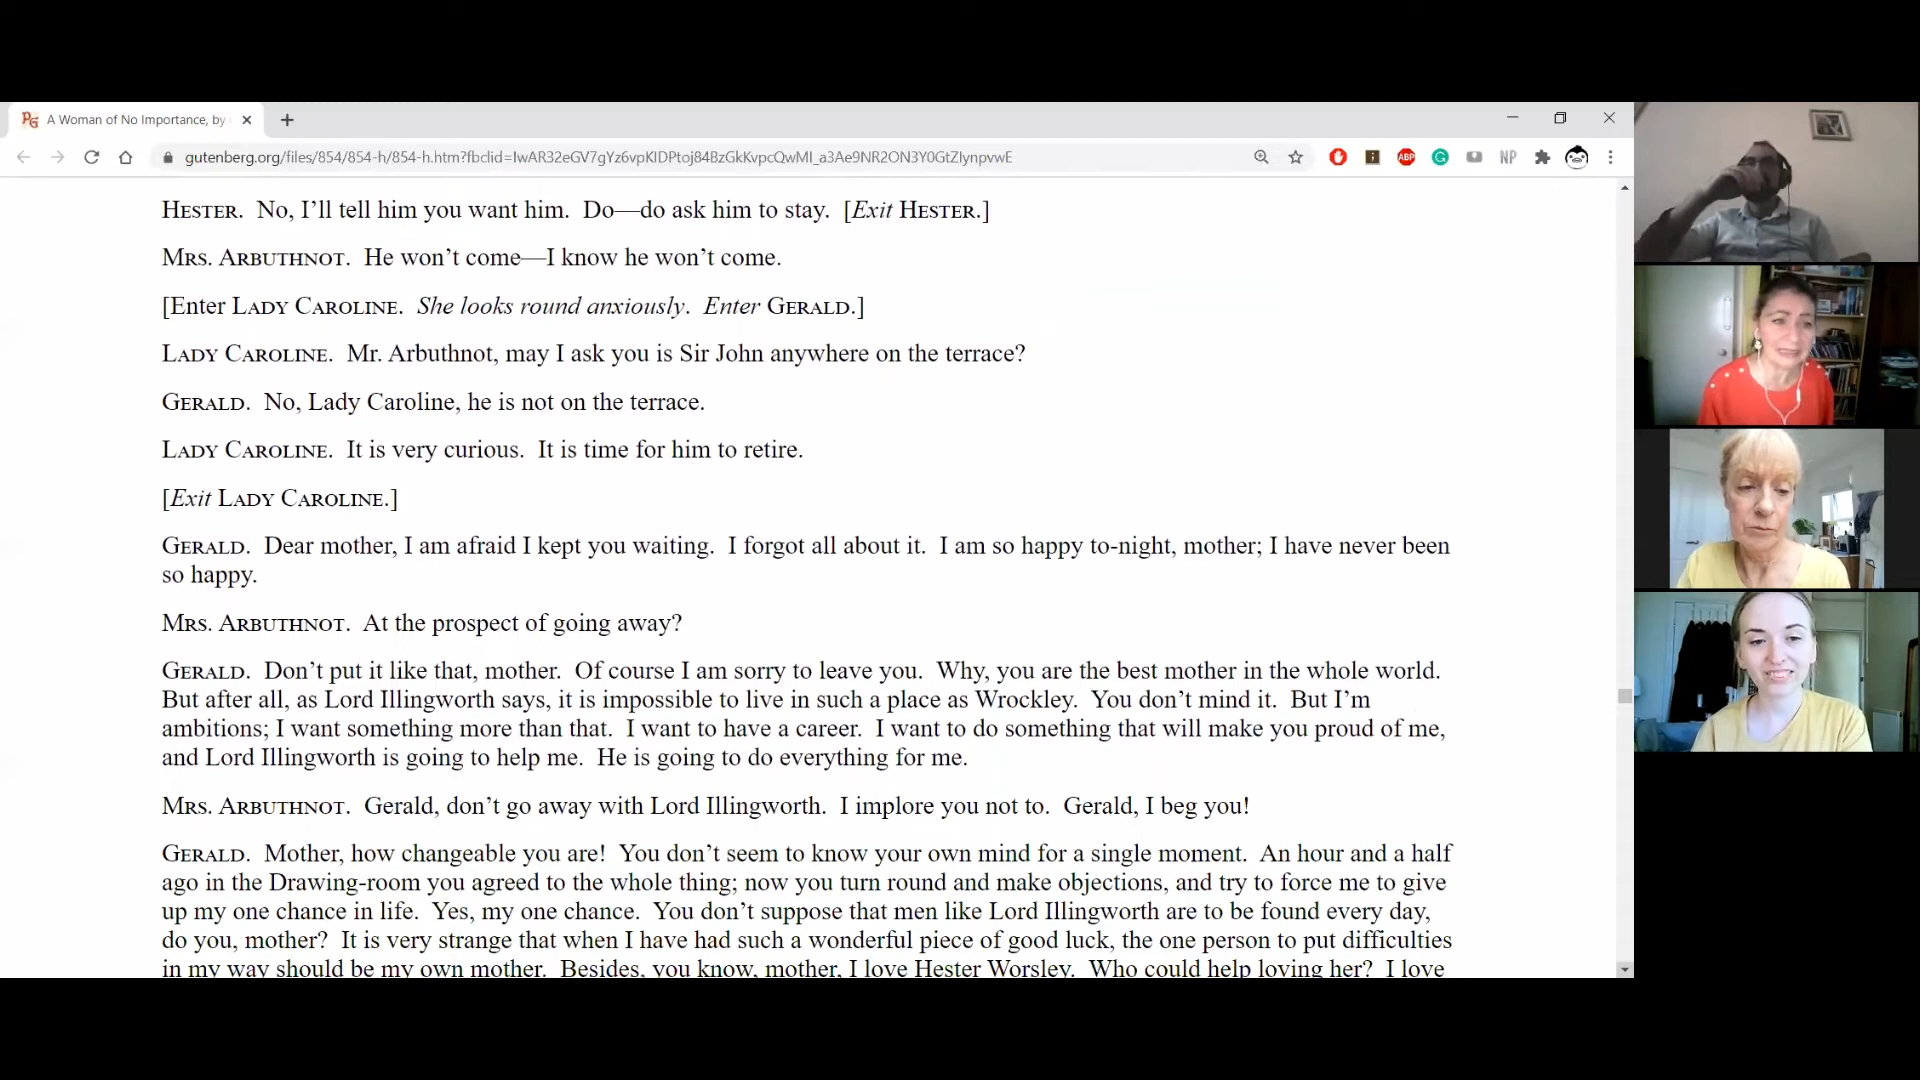 A Woman of No Importance, by
gutenberg.org/files/854/854-h/854-h.htm?fbclid=IwAR32eGV7gYz6vpKIDPtoj84BzGkKvpcQwMI_a3Ae9NR2ON3Y0GtZIynpvwE
ABP
NP
HESTER. No, I’ll tell him you want him. Do—do ask him to stay. [Exit HESTER.]
MRS. ARBUTHNOT. He won’t come—I know he won’t come.
[Enter LADY CAROLINE. She looks round anxiously. Enter GERALD.]
LADY CAROLINE. Mr. Arbuthnot, may I ask you is Sir John anywhere on the terrace?
GERALD. No, Lady Caroline, he is not on the terrace.
LADY CAROLINE. It is very curious. It is time for him to retire.
[Exit LADY CAROLINE.]
GERALD. Dear mother, I am afraid I kept you waiting. I forgot all about it. I am so happy to-night, mother; I have never been
so happy.
MRS. ARBUTHNOT. At the prospect of going away?
GERALD. Don’t put it like that, mother. Of course I am sorry to leave you. Why, you are the best mother in the whole world.
But after all, as Lord Illingworth says, it is impossible to live in such a place as Wrockley. You don’t mind it. But I’m
ambitions; I want something more than that. I want to have a career. I want to do something that will make you proud of me,
and Lord Illingworth is going to help me. He is going to do everything for me.
MRS. ARBUTHNOT. Gerald, don’t go away with Lord Illingworth. I implore you not to. Gerald, I beg you!
GERALD. Mother, how changeable you are! You don’t seem to know your own mind for a single moment. An hour and a half
ago in the Drawing-room you agreed to the whole thing; now you turn round and make objections, and try to force me to give
up my one chance in life. Yes, my one chance. You don’t suppose that men like Lord Illingworth are to be found every day,
do you, mother? It is very strange that when I have had such a wonderful piece of good luck, the one person to put difficulties
in my way should be my own mother. Besides, you know, mother, I love Hester Worsley. Who could help loving her? I love